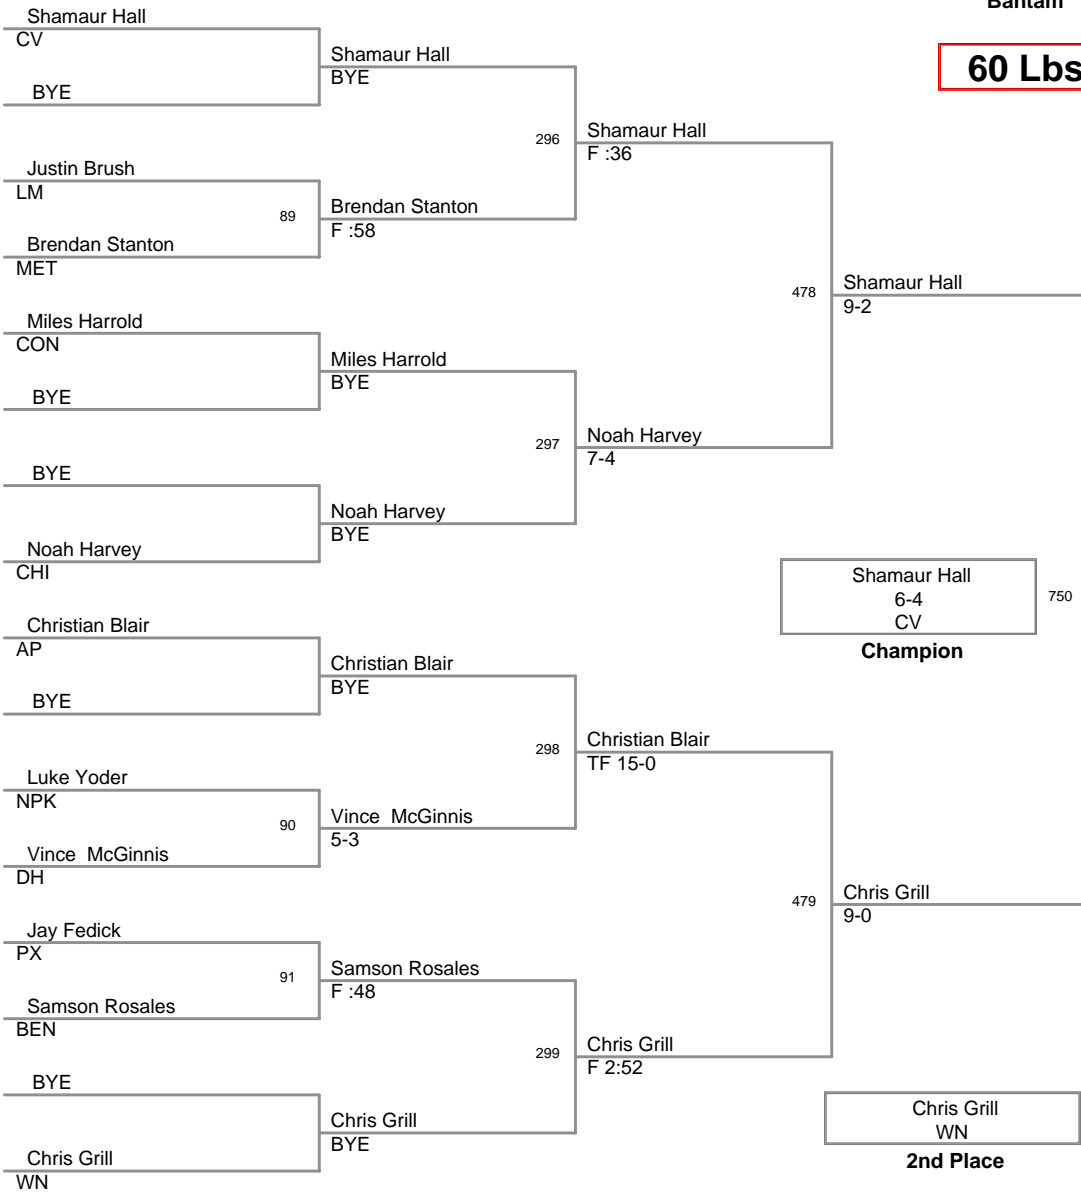 Bantam
60 Lbs
Shamaur Hall
CV
BYE
Justin Brush
LM
89
Brendan Stanton
MET
Miles Harrold
CON
BYE
BYE
Noah Harvey
CHI
Christian Blair
AP
BYE
Luke Yoder
NPK
90
Vince McGinnis
DH
Jay Fedick
PX
91
Samson Rosales
BEN
BYE
Chris Grill
WN
Shamaur Hall
BYE
296
Brendan Stanton
F :58
Miles Harrold
BYE
297
Noah Harvey
BYE
Christian Blair
BYE
298
Vince McGinnis
5-3
Samson Rosales
F :48
299
Chris Grill
BYE
Shamaur Hall
F :36
478
Noah Harvey
7-4
Christian Blair
TF 15-0
479
Chris Grill
F 2:52
Shamaur Hall
9-2
Chris Grill
9-0
Shamaur Hall
6-4
CV
750
Champion
Chris Grill
WN
2nd Place